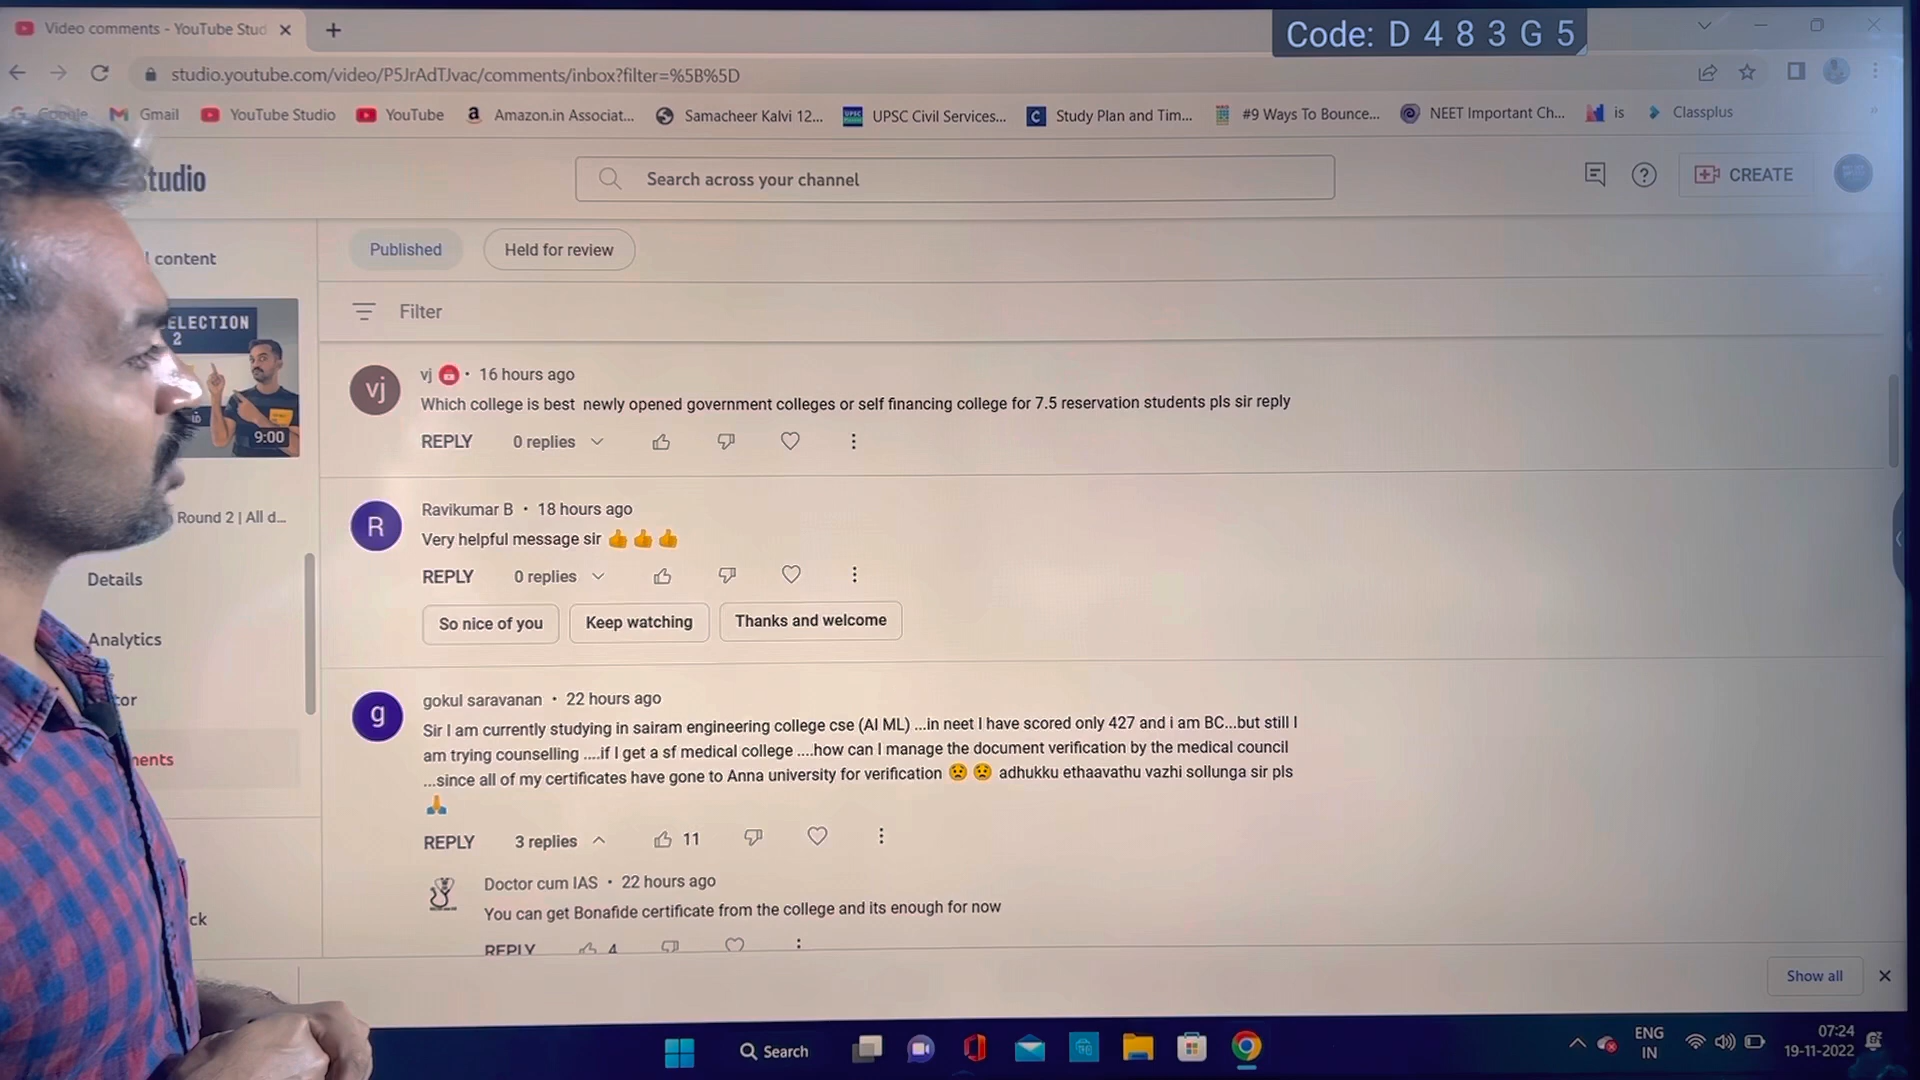 Video comments - YouTube Stud
Code: D 4 8 3 G 5
studio.youtube.com/video/P5JrAdTJvac/comments/inbox?filter=%5B%5D
Google Gmail YouTube Studio YouTube Amazon.in Associat... Samacheer Kalvi 12... UPSC Civil Services... Study Plan and Tim... #9 Ways To Bounce... NEET Important Ch... is Classplus
Studio
Search across your channel
CREATE
content
Published
Held for review
Filter
ELECTION
2
9:00
vj • 16 hours ago
vj
Which college is best newly opened government colleges or self financing college for 7.5 reservation students pls sir reply
REPLY 0 replies
Round 2 | All d...
Ravikumar B • 18 hours ago
R
Very helpful message sir 👍👍👍
REPLY 0 replies
So nice of you
Keep watching
Thanks and welcome
Details
Analytics
tor
ments
ck
gokul saravanan • 22 hours ago
g
Sir I am currently studying in sairam engineering college cse (AI ML) ...in neet I have scored only 427 and i am BC...but still I
am trying counselling ....if I get a sf medical college ....how can I manage the document verification by the medical council
...since all of my certificates have gone to Anna university for verification 😟 😟 adhukku ethaavathu vazhi sollunga sir pls
🙏
REPLY 3 replies 11
Doctor cum IAS • 22 hours ago
You can get Bonafide certificate from the college and its enough for now
REPLY 4
Show all
Search
ENG
IN
07:24
19-11-2022